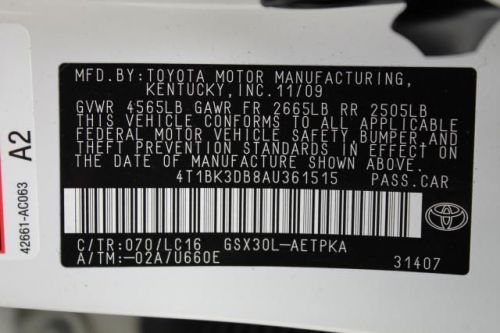 MFD.BY:TOYOTA MOTOR MANUFACTURING,
KENTUCKY,INC.11/09
GVWR 4565LB GAWR FR 2665LB RR 2505LB
THIS VEHICLE CONFORMS TO ALL APPLICABLE
FEDERAL MOTOR VEHICLE SAFETY,BUMPER,AND
THEFT PREVENTION STANDARDS IN EFFECT ON
THE DATE OF MANUFACTURE SHOWN ABOVE.
4T1BK3DB8AU361515 PASS.CAR
C/TR:070/LC16 GSX30L-AETPKA
A/TM:-02A/U660E 31407
TOYOTA
A2
42661-AC063